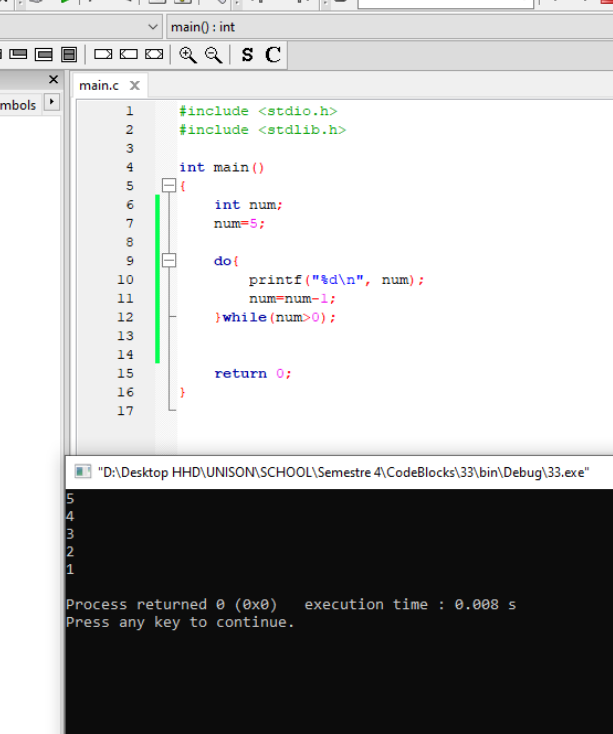 main() : int
S C
mbols
main.c X
1 #include <stdio.h>
2 #include <stdlib.h>
3
4 int main()
5 {
6 int num;
7 num=5;
8
9 do{
10 printf("%d\n", num);
11 num=num-1;
12 }while(num>0);
13
14
15 return 0;
16 }
17
"D:\Desktop HHD\UNISON\SCHOOL\Semestre 4\CodeBlocks\33\bin\Debug\33.exe"
5
4
3
2
1
Process returned 0 (0x0) execution time : 0.008 s
Press any key to continue.